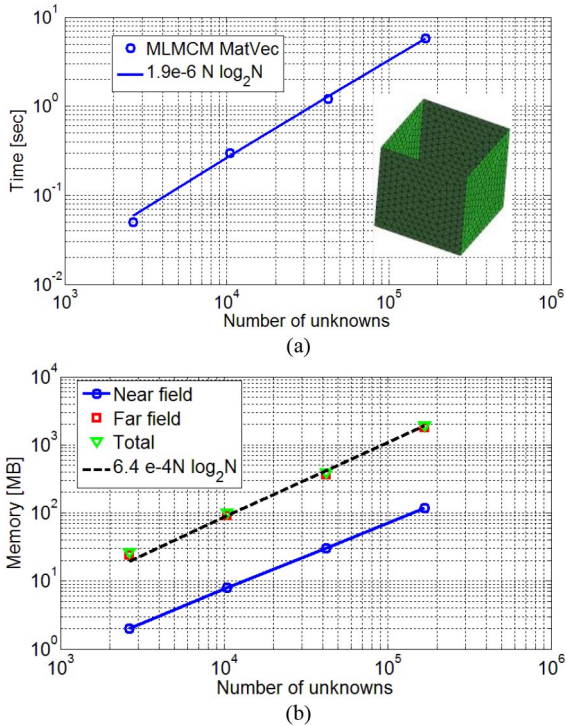 10^1
MLMCM MatVec
1.9e-6 N log_2N
10^0
Time [sec]
10^-1
10^-2
10^3
10^4
10^5
10^6
Number of unknowns
(a)
10^4
Near field
Far field
Total
6.4 e-4N log_2N
10^3
Memory [MB]
10^2
10^1
10^0
10^3
10^4
10^5
10^6
Number of unknowns
(b)